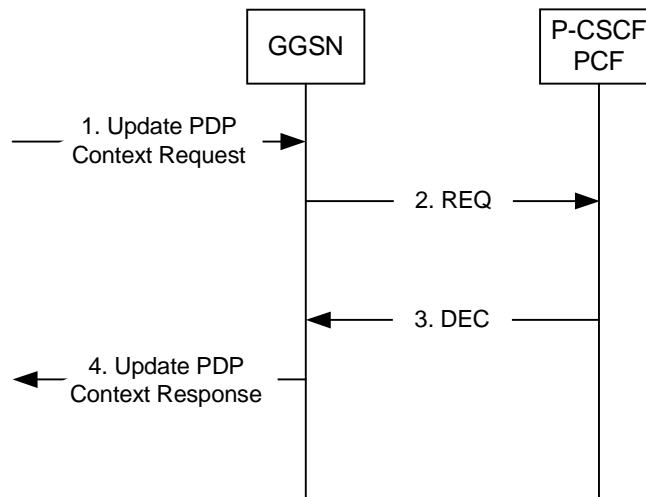 GGSN
P-CSCF
PCF
1. Update PDP
Context Request
2. REQ
3. DEC
4. Update PDP
Context Response